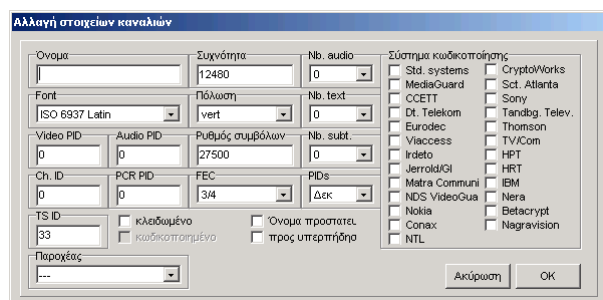 Αλλαγή στοιχείων καναλιών
Όνομα
Συχνότητα
12480
Nb. audio
0
Σύστημα κωδικοποίησης
Font
ISO 6937 Latin
Πόλωση
vert
Nb. text
0
Video PID
0
Audio PID
0
Ρυθμός συμβόλων
27500
Nb. subt.
0
Ch. ID
0
PCR PID
0
FEC
3/4
PIDs
Δεκ
TS ID
33
κλειδωμένο
κωδικοποιημένο
Όνομα προστατει
προς υπερπήδησ
Παροχέας
---
Std. systems
MediaGuard
CCETT
Dt. Telekom
Eurodec
Viaccess
Irdeto
Jerrold/GI
Matra Communi
NDS VideoGua
Nokia
Conax
NTL
CryptoWorks
Sct. Atlanta
Sony
Tandbg. Telev.
Thomson
TV/Com
HPT
HRT
IBM
Nera
Betacrypt
Nagravision
Ακύρωση
OK